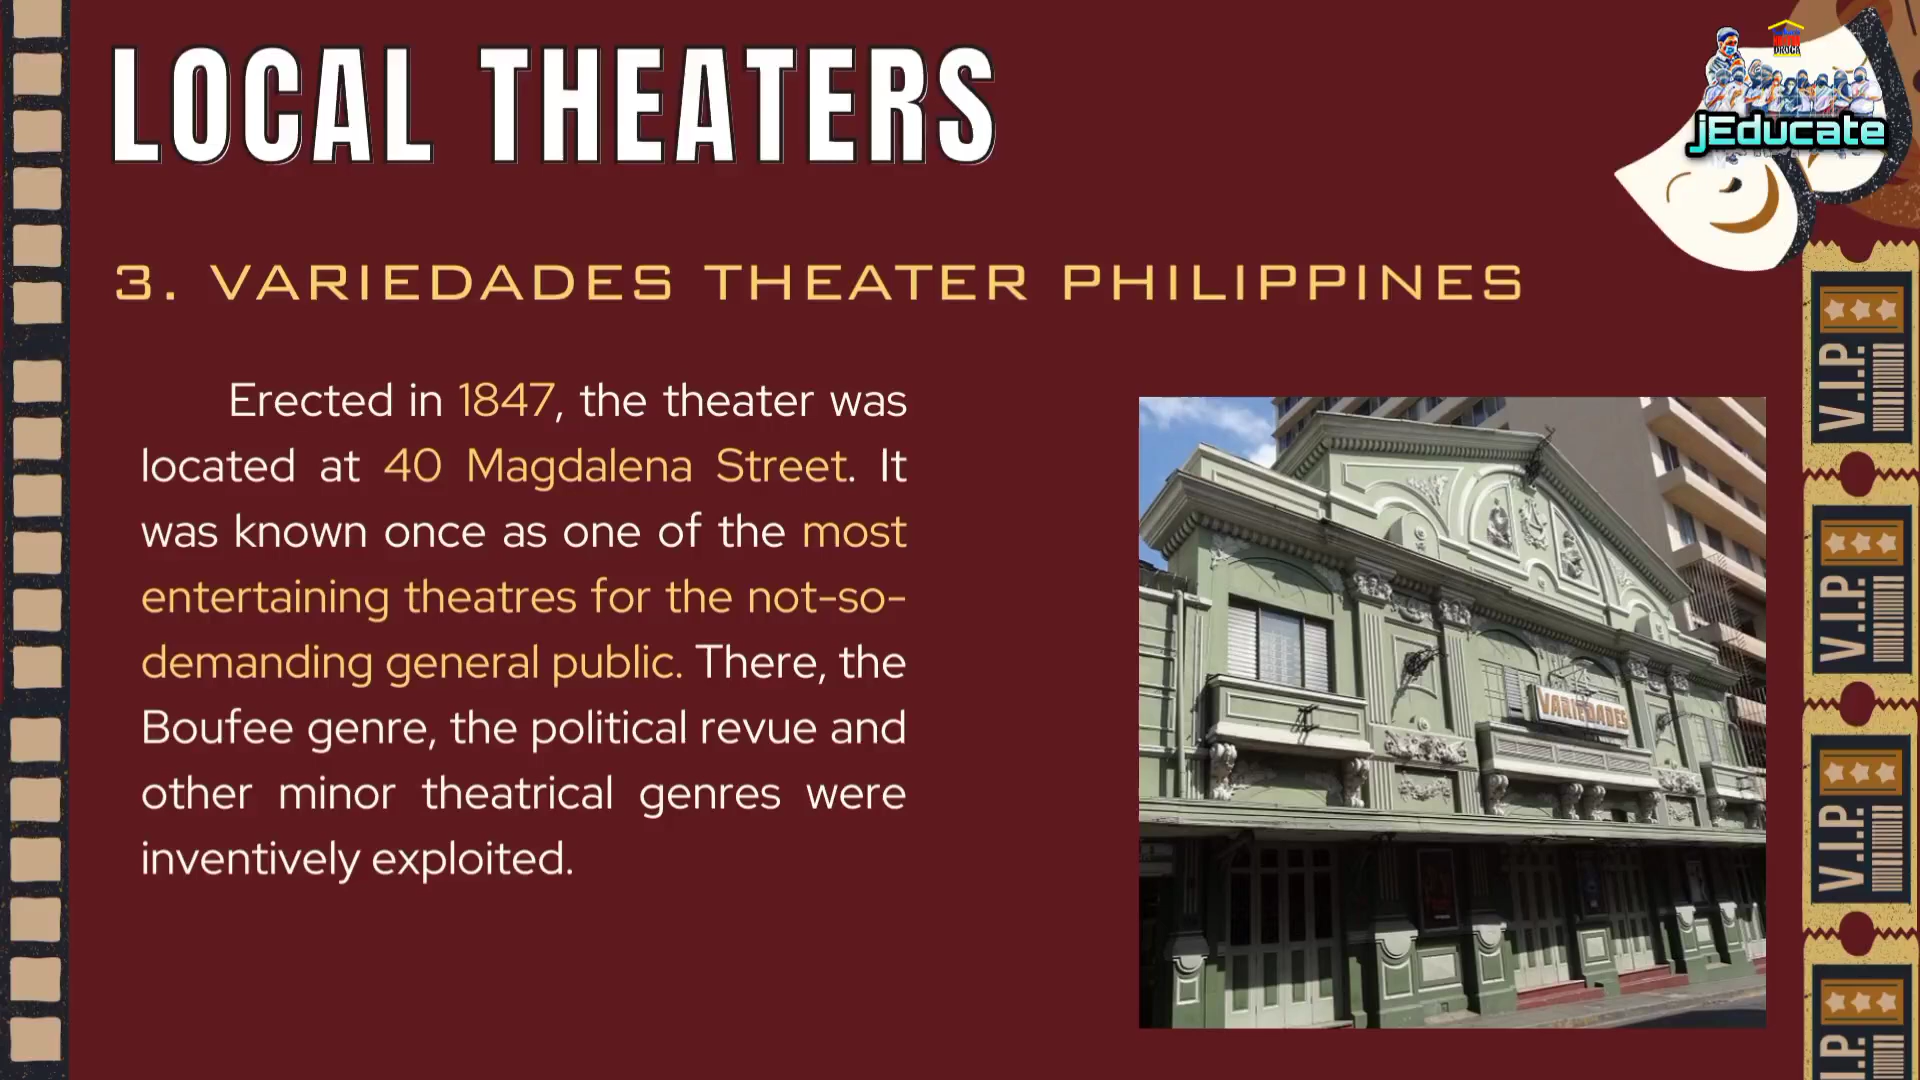 LOCAL THEATERS
DROGA
jEducate
3. VARIEDADES THEATER PHILIPPINES
Erected in 1847, the theater was
located at 40 Magdalena Street. It
was known once as one of the most
entertaining theatres for the not-so-
demanding general public. There, the
Boufee genre, the political revue and
other minor theatrical genres were
inventively exploited.
VARIEDADES
V.I.P.
V.I.P.
V.I.P.
I.P.